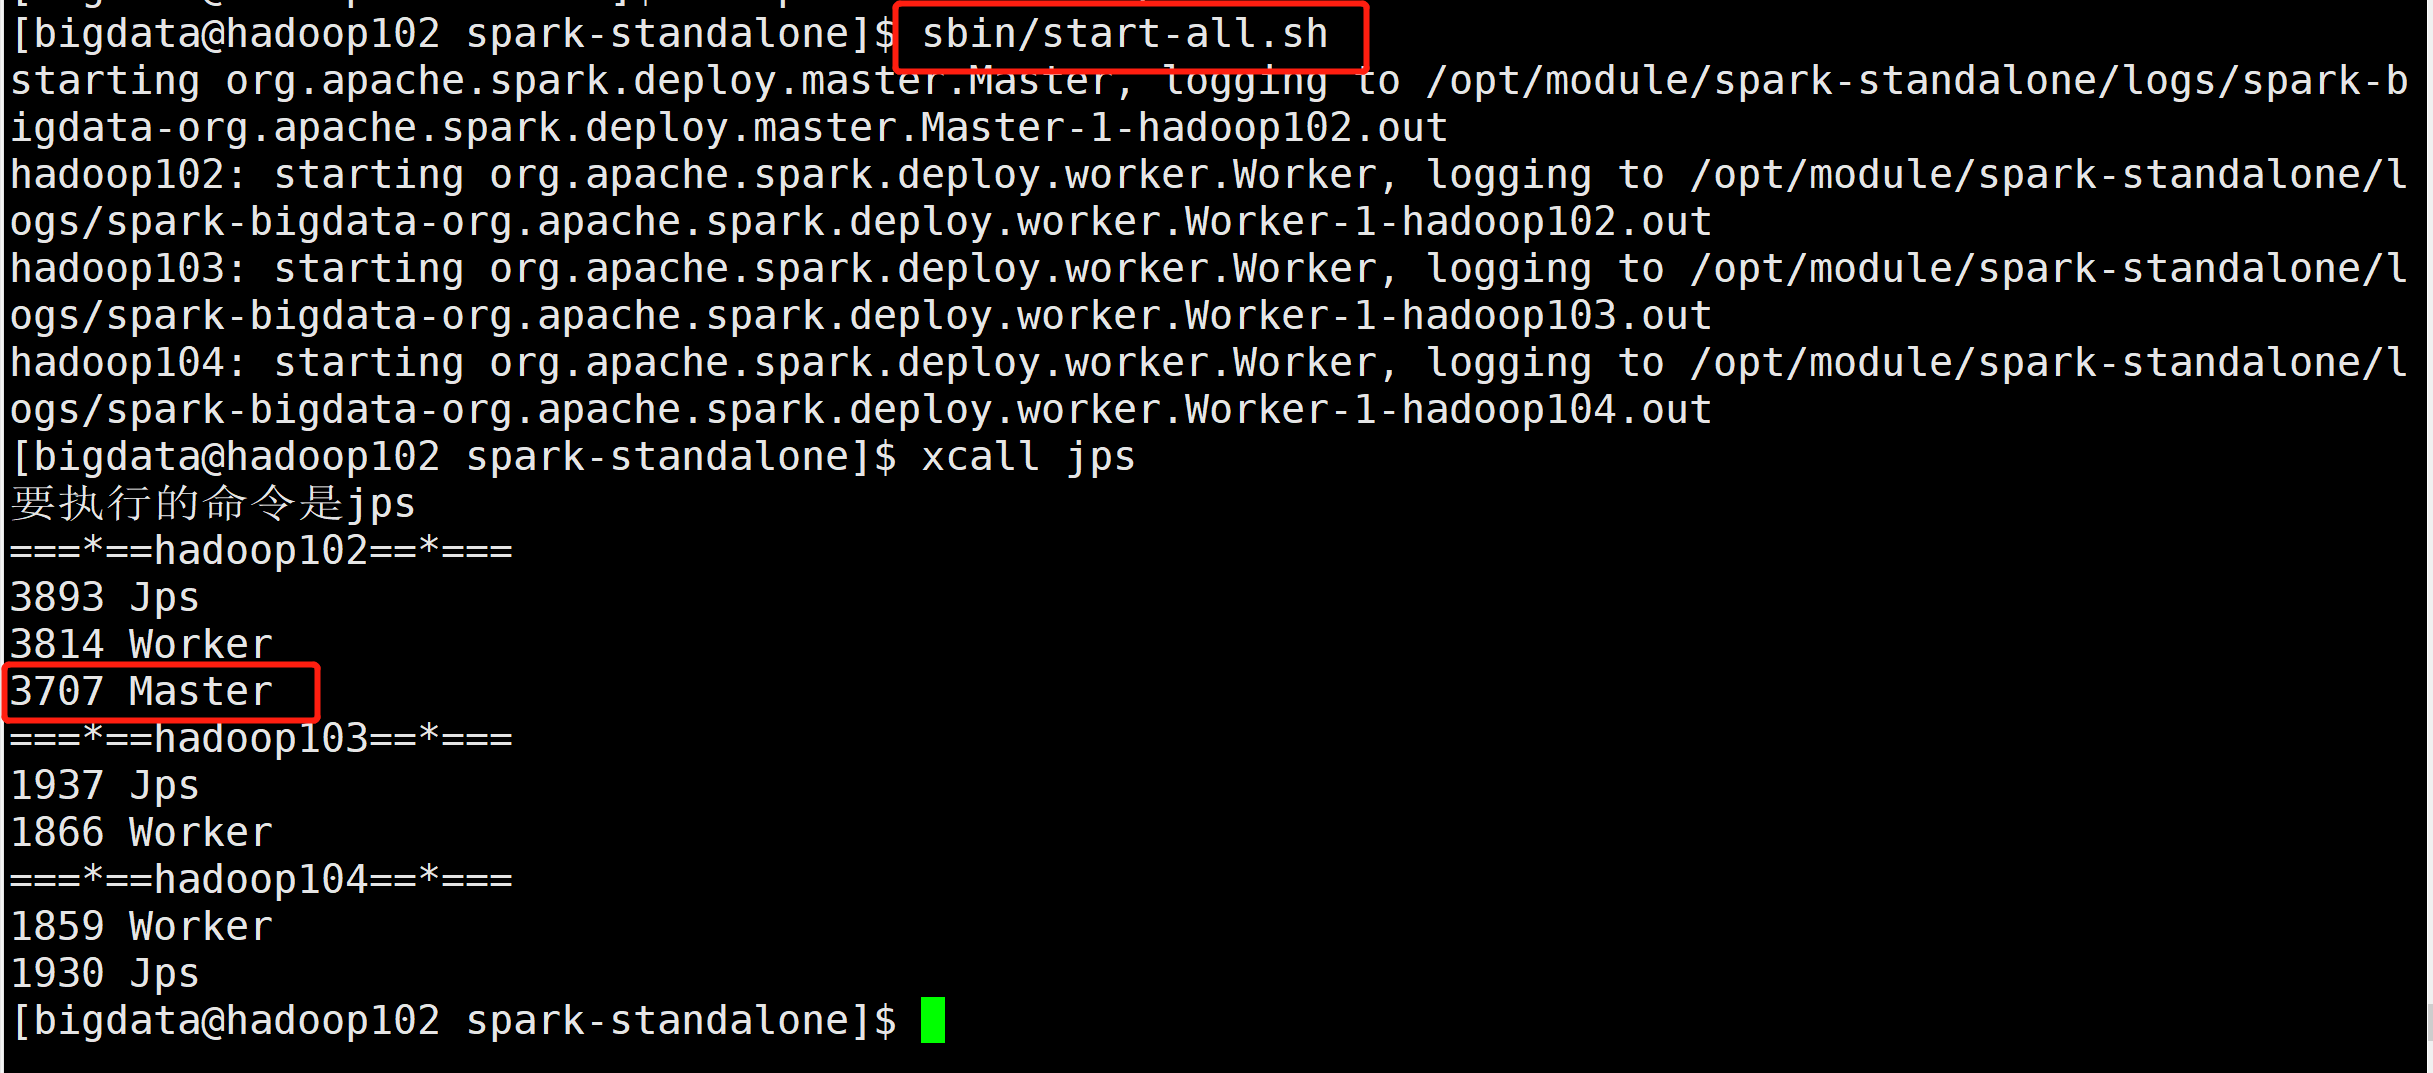 [bigdata@hadoop102 spark-standalone]$ sbin/start-all.sh
starting org.apache.spark.deploy.master.Master, logging to /opt/module/spark-standalone/logs/spark-b
igdata-org.apache.spark.deploy.master.Master-1-hadoop102.out
hadoop102: starting org.apache.spark.deploy.worker.Worker, logging to /opt/module/spark-standalone/l
ogs/spark-bigdata-org.apache.spark.deploy.worker.Worker-1-hadoop102.out
hadoop103: starting org.apache.spark.deploy.worker.Worker, logging to /opt/module/spark-standalone/l
ogs/spark-bigdata-org.apache.spark.deploy.worker.Worker-1-hadoop103.out
hadoop104: starting org.apache.spark.deploy.worker.Worker, logging to /opt/module/spark-standalone/l
ogs/spark-bigdata-org.apache.spark.deploy.worker.Worker-1-hadoop104.out
[bigdata@hadoop102 spark-standalone]$ xcall jps
要执行的命令是jps
===*==hadoop102==*===
3893 Jps
3814 Worker
3707 Master
===*==hadoop103==*===
1937 Jps
1866 Worker
===*==hadoop104==*===
1859 Worker
1930 Jps
[bigdata@hadoop102 spark-standalone]$